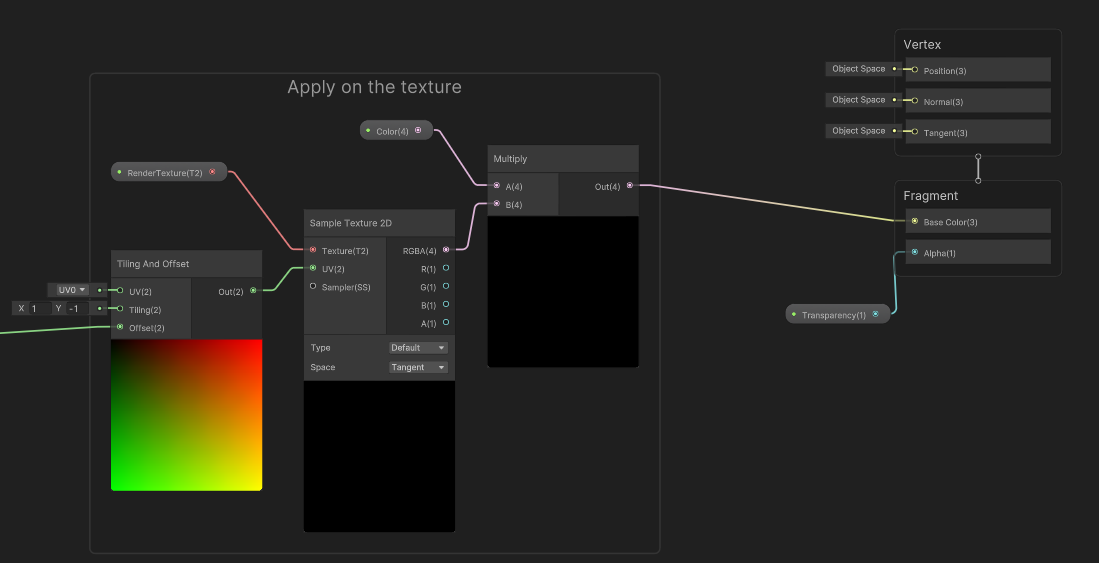 Apply on the texture
Color(4)
RenderTexture(T2)
Tiling And Offset
UV0
UV(2)
Out(2)
X 1 Y -1
Tiling(2)
Offset(2)
Sample Texture 2D
Texture(T2)
RGBA(4)
UV(2)
R(1)
Sampler(SS)
G(1)
B(1)
A(1)
Type
Default
Space
Tangent
Multiply
A(4)
Out(4)
B(4)
Vertex
Object Space
Position(3)
Object Space
Normal(3)
Object Space
Tangent(3)
Fragment
Base Color(3)
Alpha(1)
Transparency(1)